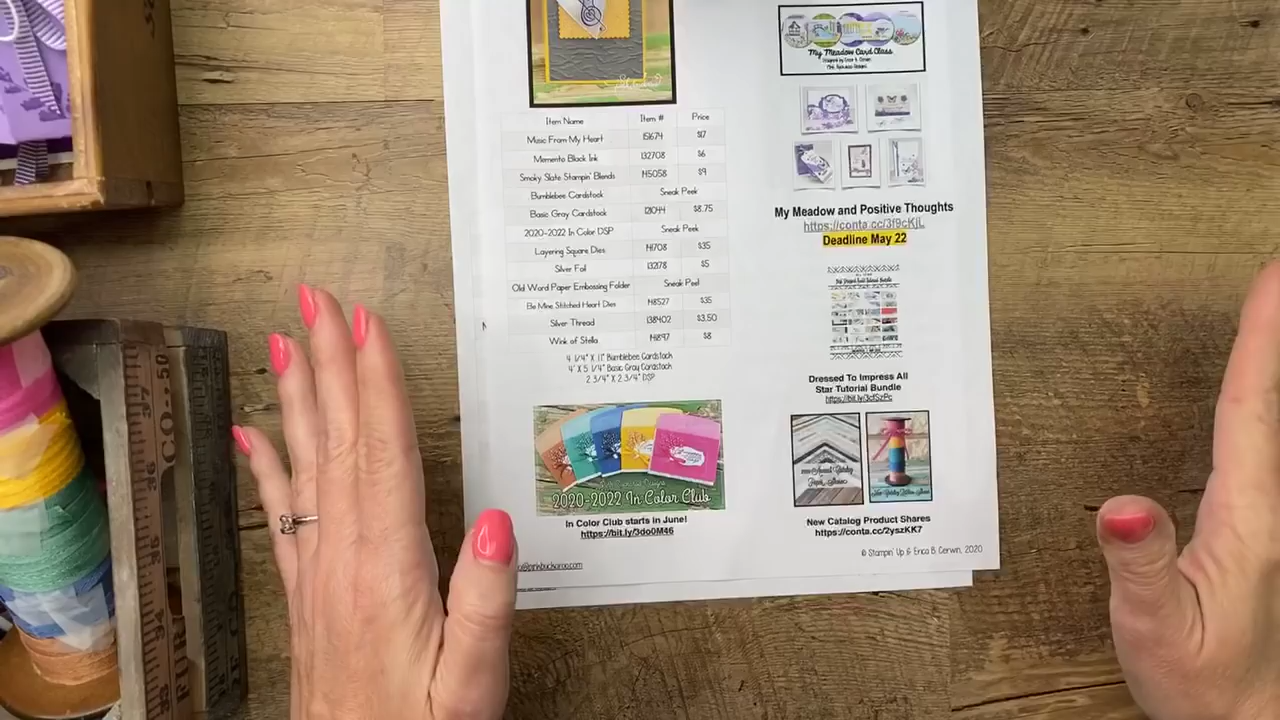 Item Name Item # Price
Music From My Heart 151674 $17
Memento Black Ink 132708 $6
Smoky Slate Stampin' Blends 145058 $9
Bumblebee Cardstock Sneak Peek
Basic Gray Cardstock 121044 $8.75
2020-2022 In Color DSP Sneak Peek
Layering Square Dies 141708 $35
Silver Foil 132178 $5
Old Word Paper Embossing Folder Sneak Peek
Be Mine Stitched Heart Dies 148527 $35
Silver Thread 138402 $3.50
Wink of Stella 141897 $8
4 1/4" X 11" Bumblebee Cardstock
4" X 5 1/4" Basic Gray Cardstock
2 3/4" X 2 3/4" DSP
2020-2022 In Color Club
In Color Club starts in June!
https://bit.ly/3do0M46
My Meadow Card Class
My Meadow and Positive Thoughts
https://conta.cc/3f9cKjL
Deadline May 22
Dressed To Impress All
Star Tutorial Bundle
https://bit.ly/3cfSzPc
New Catalog Product Shares
https://conta.cc/2yszKK7
© Stampin' Up & Erica B. Cerwin, 2020
36
35
34